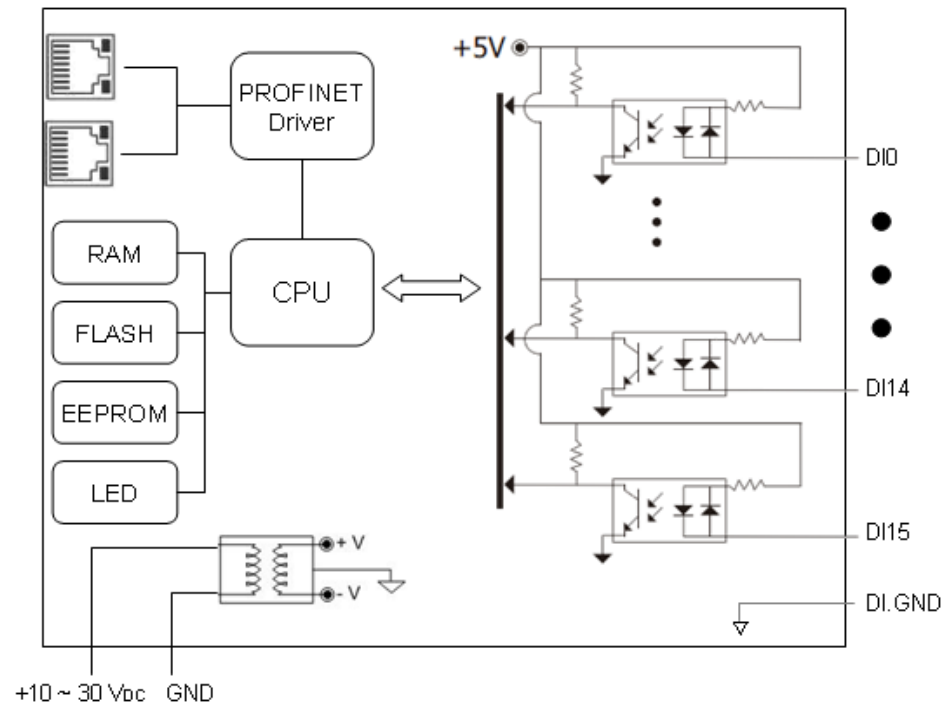 +5V
PROFINET
Driver
DI0
RAM
CPU
FLASH
DI14
EEPROM
LED
DI15
+ V
- V
DI.GND
+10 ~ 30 VDC GND